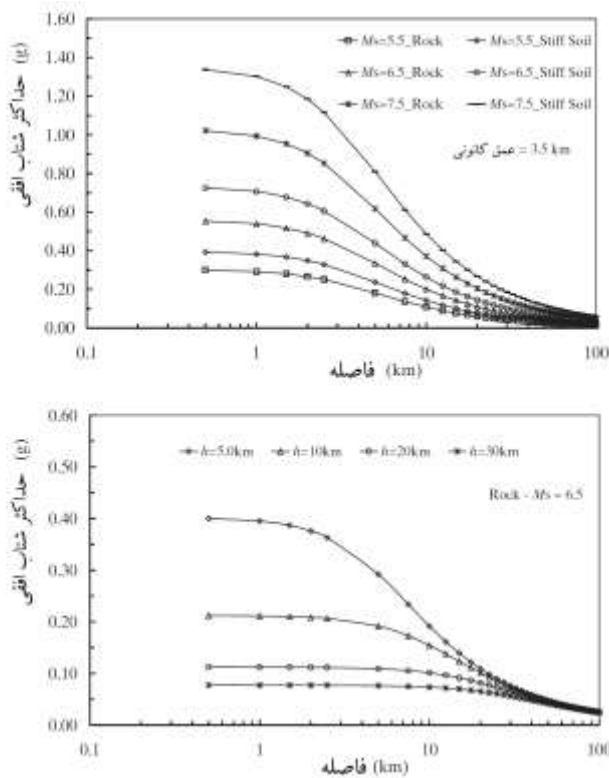 حداکثر شتاب افقی (g)
1.60
1.40
1.20
1.00
0.80
0.60
0.40
0.20
0.00
Ms=5.5_Rock
Ms=5.5_Stiff Soil
Ms=6.5_Rock
Ms=6.5_Stiff Soil
Ms=7.5_Rock
Ms=7.5_Stiff Soil
عمق کانونی = 3.5 km
0.1
1
10
100
فاصله (km)
حداکثر شتاب افقی (g)
0.60
0.50
0.40
0.30
0.20
0.10
0.00
h=5.0km
h=10km
h=20km
h=30km
Rock - Ms = 6.5
0.1
1
10
100
فاصله (km)